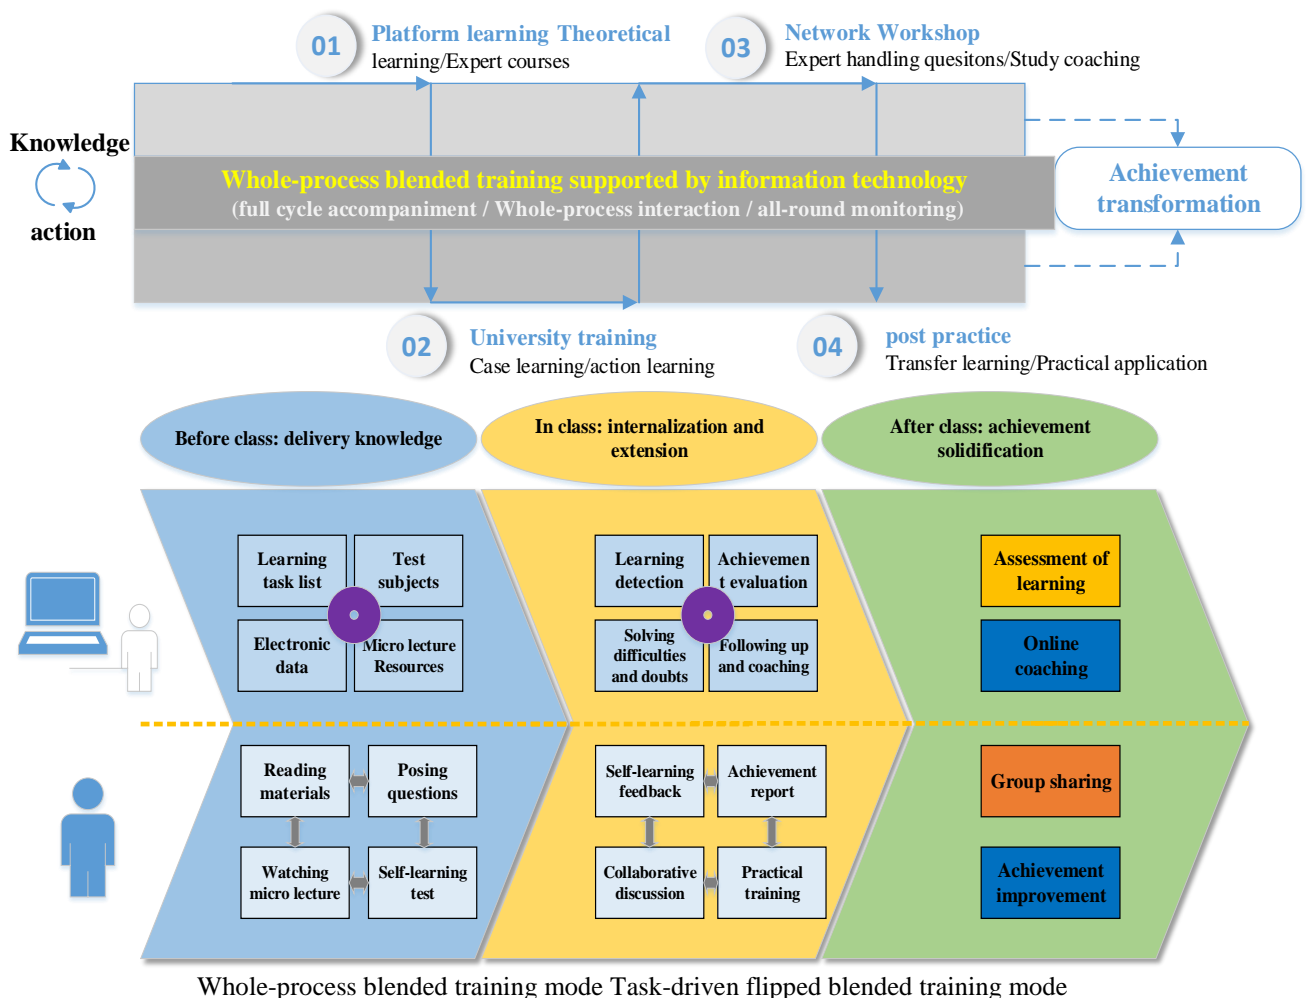 01
Platform learning Theoretical
learning/Expert courses
03
Network Workshop
Expert handling quesitons/Study coaching
Knowledge
action
Whole-process blended training supported by information technology
(full cycle accompaniment / Whole-process interaction / all-round monitoring)
Achievement
transformation
02
University training
Case learning/action learning
04
post practice
Transfer learning/Practical application
Before class: delivery knowledge
In class: internalization and
extension
After class: achievement
solidification
Learning
task list
Test
subjects
Electronic
data
Micro lecture
Resources
Learning
detection
Achievemen
t evaluation
Solving
difficulties
and doubts
Following up
and coaching
Assessment of
learning
Online
coaching
Reading
materials
Posing
questions
Watching
micro lecture
Self-learning
test
Self-learning
feedback
Achievement
report
Collaborative
discussion
Practical
training
Group sharing
Achievement
improvement
Whole-process blended training mode Task-driven flipped blended training mode